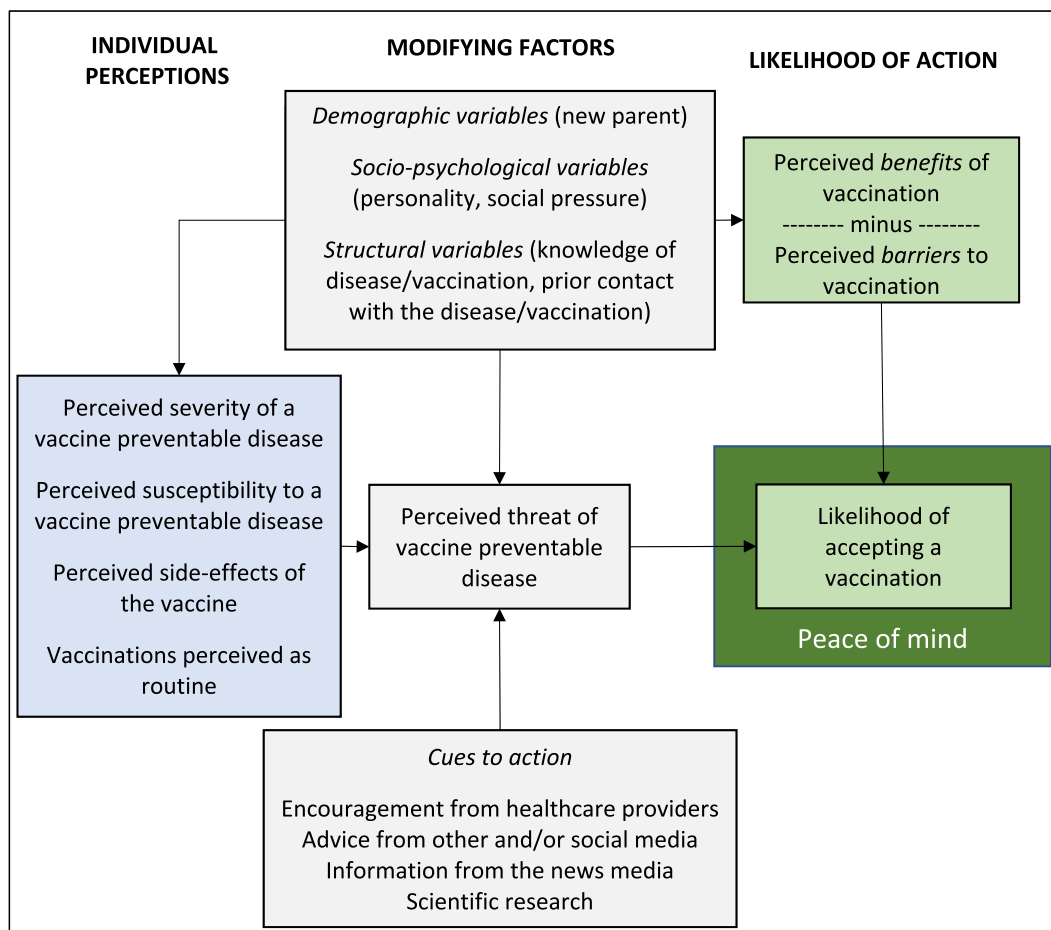 INDIVIDUAL
PERCEPTIONS
MODIFYING FACTORS
LIKELIHOOD OF ACTION
Demographic variables (new parent)
Socio-psychological variables
(personality, social pressure)
Structural variables (knowledge of
disease/vaccination, prior contact
with the disease/vaccination)
Perceived benefits of
vaccination
-------- minus --------
Perceived barriers to
vaccination
Perceived severity of a
vaccine preventable disease
Perceived susceptibility to a
vaccine preventable disease
Perceived side-effects of
the vaccine
Vaccinations perceived as
routine
Perceived threat of
vaccine preventable
disease
Likelihood of
accepting a
vaccination
Peace of mind
Cues to action
Encouragement from healthcare providers
Advice from other and/or social media
Information from the news media
Scientific research